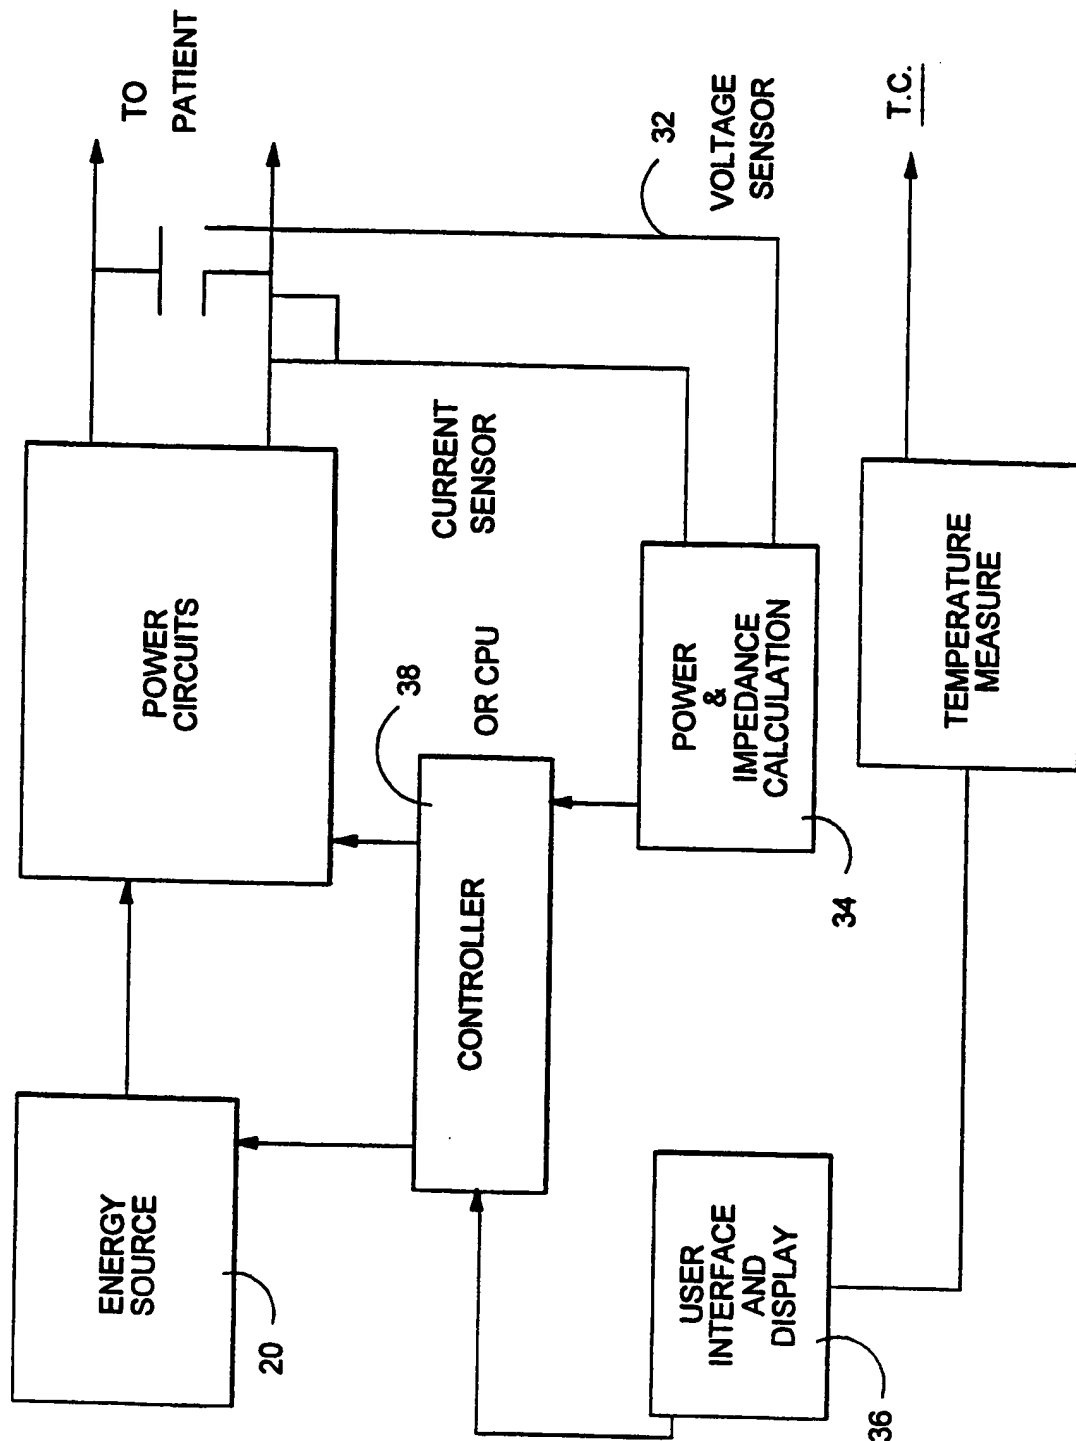 ENERGY
SOURCE
20
POWER
CIRCUITS
TO
PATIENT
CONTROLLER
38
OR CPU
CURRENT
SENSOR
32
VOLTAGE
SENSOR
USER
INTERFACE
AND
DISPLAY
36
POWER
&
IMPEDANCE
CALCULATION
34
TEMPERATURE
MEASURE
T.C.